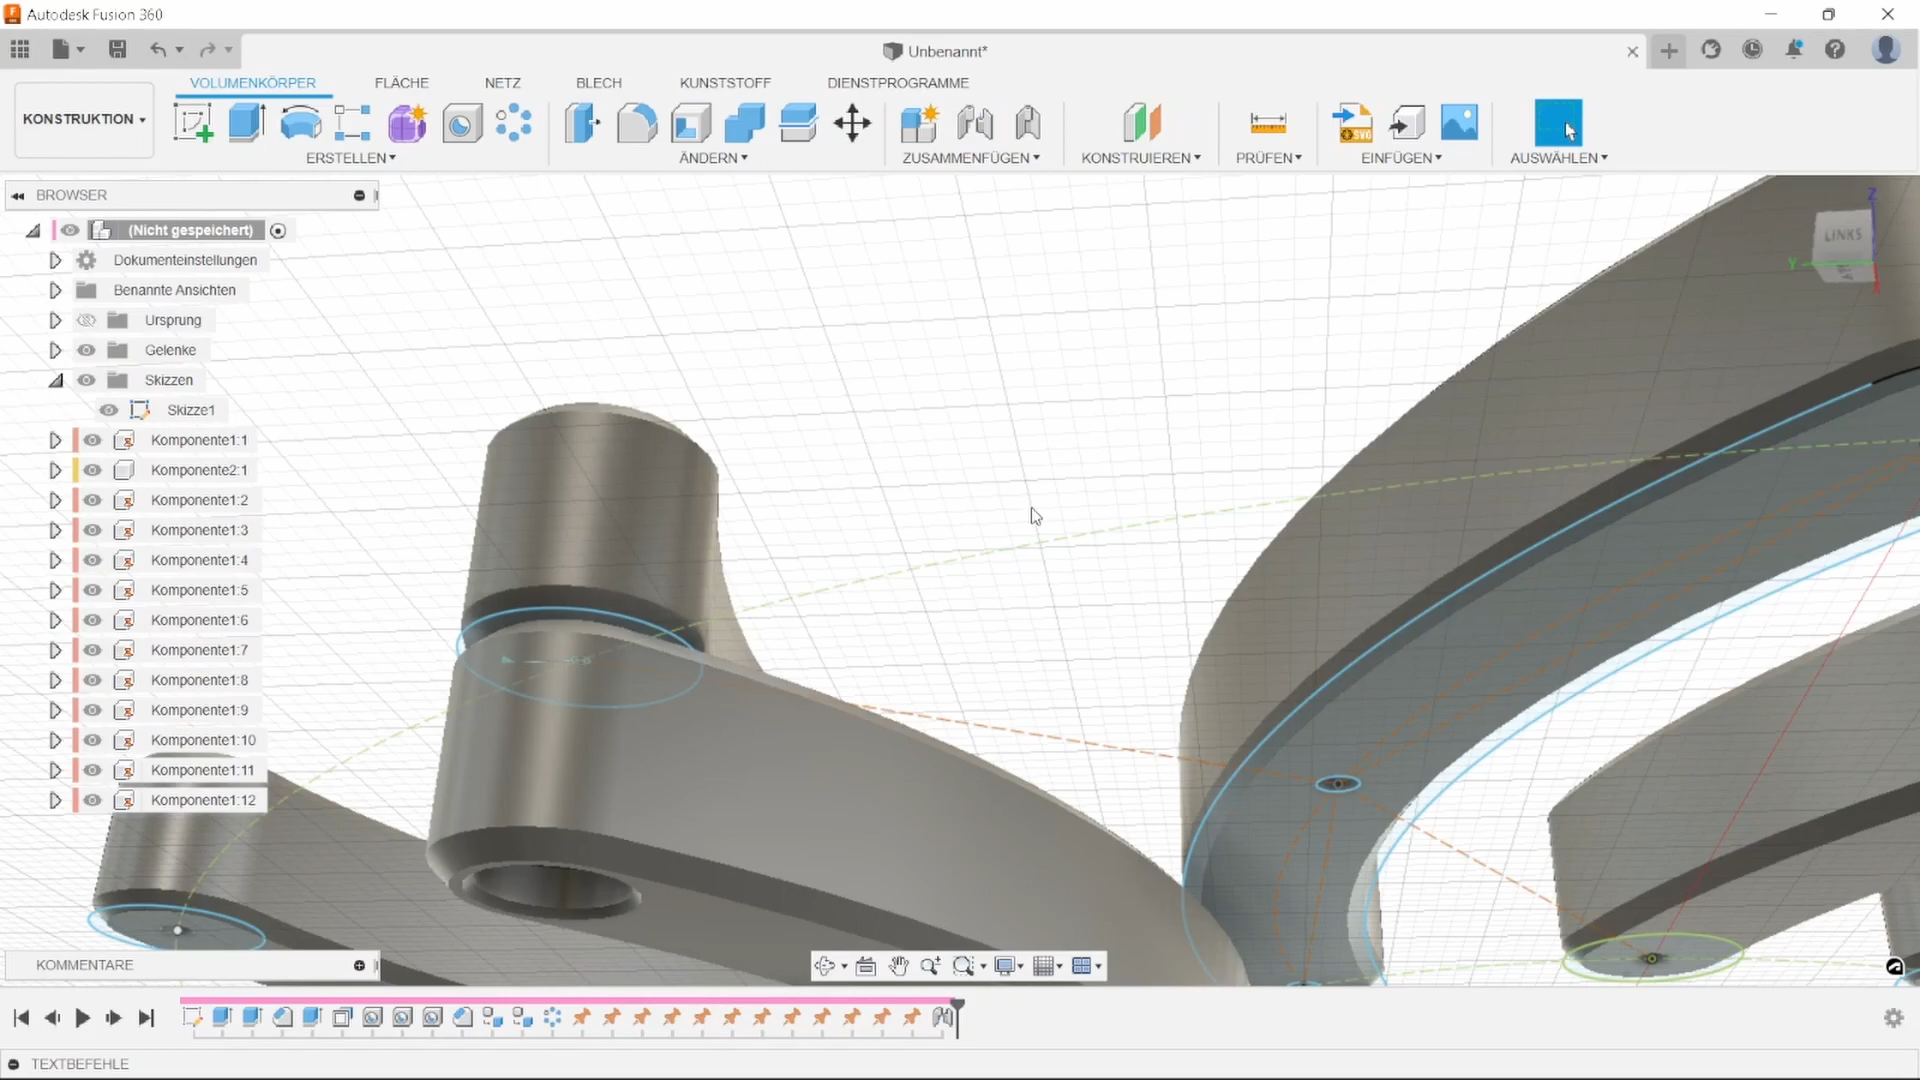 Autodesk Fusion 360
Unbenannt*
KONSTRUKTION
VOLUMENKÖRPER
FLÄCHE
NETZ
BLECH
KUNSTSTOFF
DIENSTPROGRAMME
ERSTELLEN
ÄNDERN
ZUSAMMENFÜGEN
KONSTRUIEREN
PRÜFEN
EINFÜGEN
AUSWÄHLEN
SVG
BROWSER
(Nicht gespeichert)
Dokumenteinstellungen
Benannte Ansichten
Ursprung
Gelenke
Skizzen
Skizze1
Komponente1:1
Komponente2:1
Komponente1:2
Komponente1:3
Komponente1:4
Komponente1:5
Komponente1:6
Komponente1:7
Komponente1:8
Komponente1:9
Komponente1:10
Komponente1:11
Komponente1:12
Z
LINKS
Y
X
KOMMENTARE
TEXTBEFEHLE